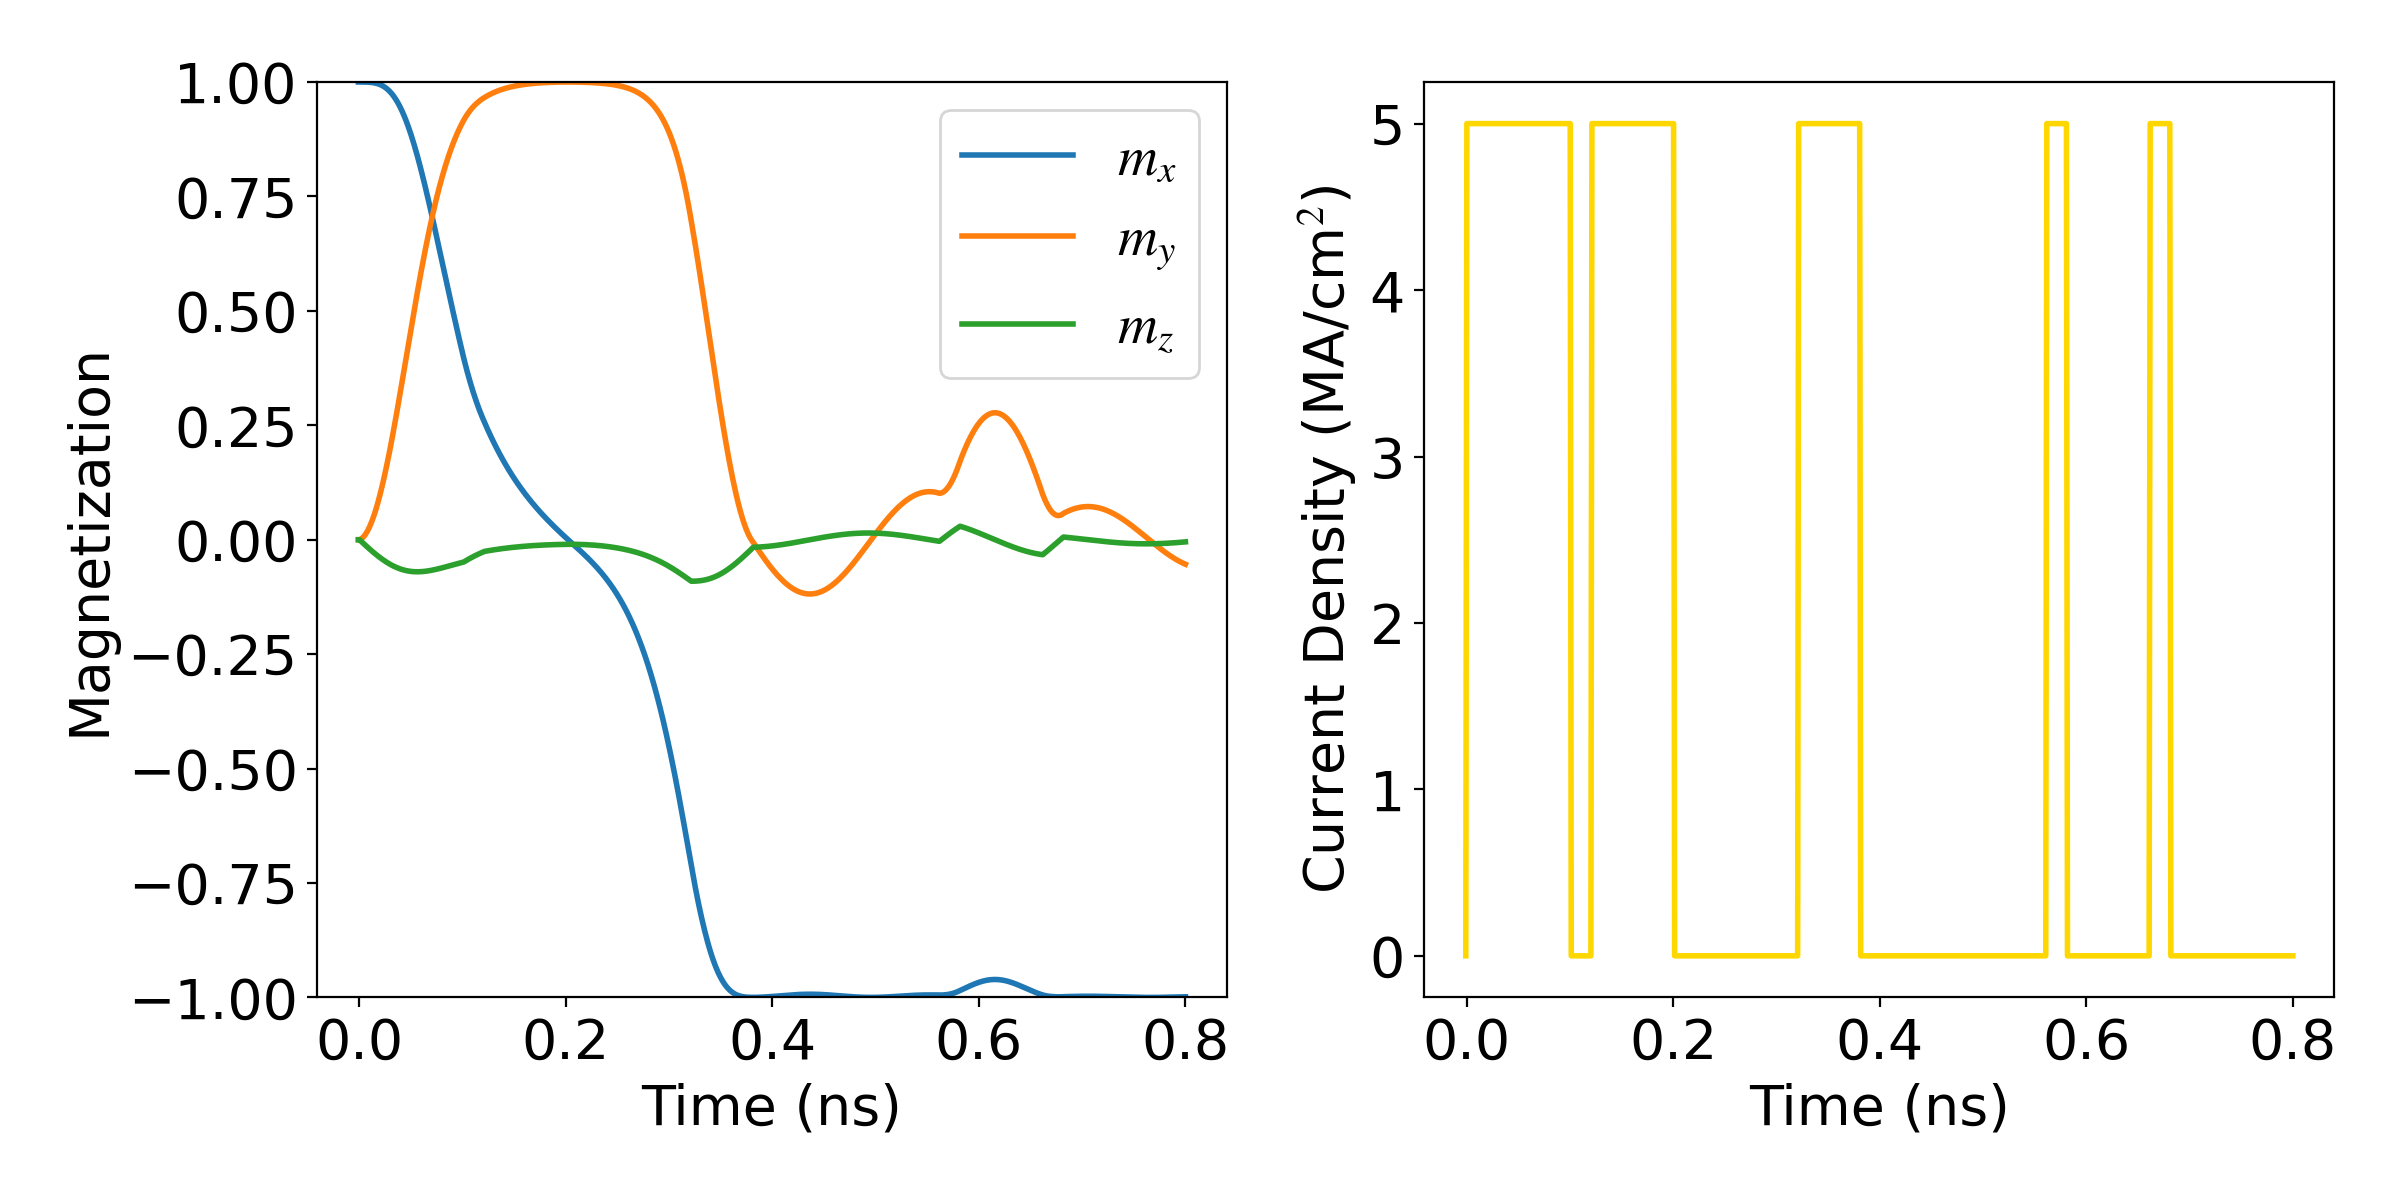 1.00
0.75
0.50
0.25
0.00
−0.25
−0.50
−0.75
−1.00
Magnetization
0.0 0.2 0.4 0.6 0.8
Time (ns)
m_x
m_y
m_z
5
4
3
2
1
0
Current Density (MA/cm²)
0.0 0.2 0.4 0.6 0.8
Time (ns)